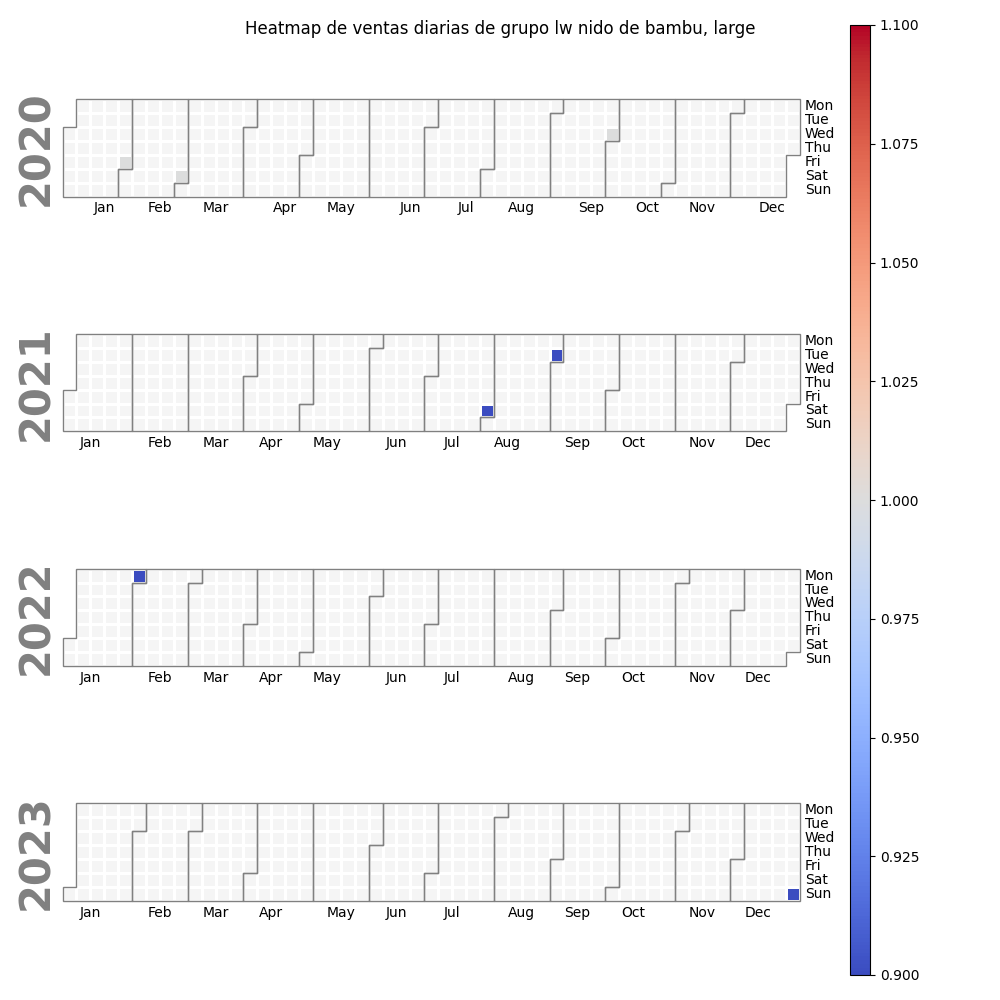 Heatmap de ventas diarias de grupo lw nido de bambu, large
2020
Mon
Tue
Wed
Thu
Fri
Sat
Sun
Jan Feb Mar Apr May Jun Jul Aug Sep Oct Nov Dec
2021
Mon
Tue
Wed
Thu
Fri
Sat
Sun
Jan Feb Mar Apr May Jun Jul Aug Sep Oct Nov Dec
2022
Mon
Tue
Wed
Thu
Fri
Sat
Sun
Jan Feb Mar Apr May Jun Jul Aug Sep Oct Nov Dec
2023
Mon
Tue
Wed
Thu
Fri
Sat
Sun
Jan Feb Mar Apr May Jun Jul Aug Sep Oct Nov Dec
1.100
1.075
1.050
1.025
1.000
0.975
0.950
0.925
0.900